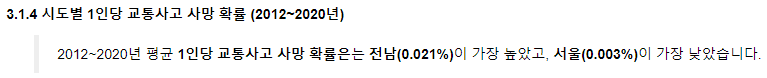 3.1.4 시도별 1인당 교통사고 사망 확률 (2012~2020년)
2012~2020년 평균 1인당 교통사고 사망 확률은는 전남(0.021%)이 가장 높았고, 서울(0.003%)이 가장 낮았습니다.